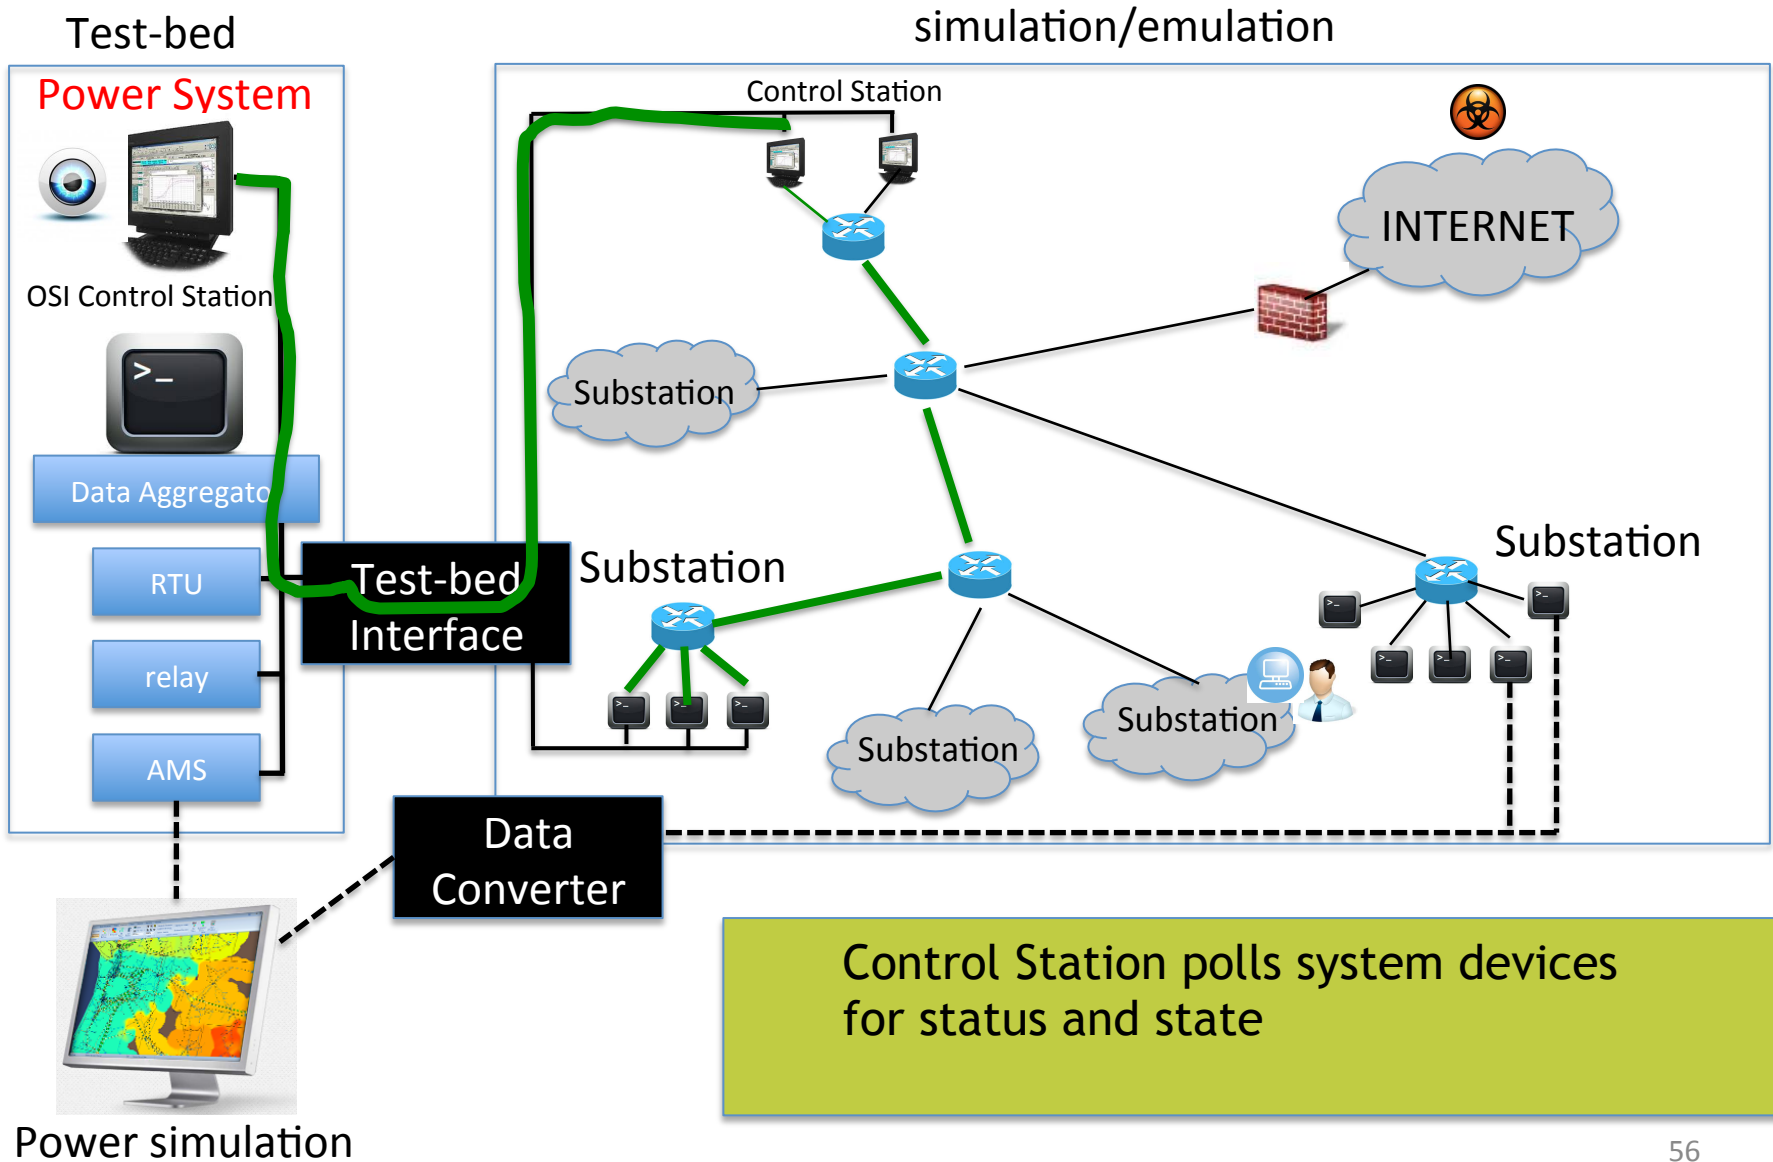 Test-bed
simulation/emulation
Power System
Control Station
INTERNET
OSI Control Station
>_
Substation
Data Aggregato
RTU
Test-bed
Interface
Substation
Substation
relay
>_
>_
>_
>_
>_
>_
>_
>_
Substation
Substation
AMS
Data
Converter
Control Station polls system devices
for status and state
Power simulation
56